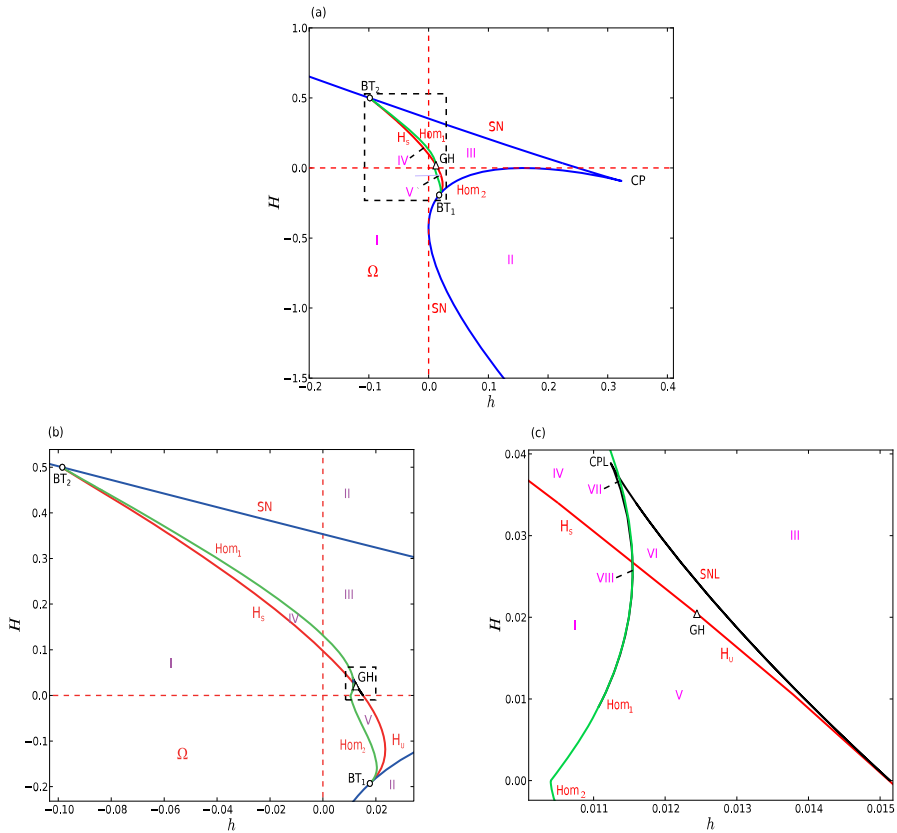 (a)
1.0
0.5
0.0
−0.5
−1.0
−1.5
−0.2
−0.1
0.0
0.1
0.2
0.3
0.4
h
H
BT2
Hom1
Hs
SN
III
GH
IV
CP
V
Hom2
BT1
I
II
Ω
SN
(b)
0.5
0.4
0.3
0.2
0.1
0.0
−0.1
−0.2
−0.10
−0.08
−0.06
−0.04
−0.02
0.00
0.02
h
H
BT2
SN
II
Hom1
III
Hs
IV
I
GH
V
Hom2
Hu
Ω
BT1
II
(c)
0.04
0.03
0.02
0.01
0.00
0.011
0.012
0.013
0.014
0.015
h
H
IV
CPL
VII
Hs
VI
III
VIII
SNL
I
GH
Hu
V
Hom1
Hom2